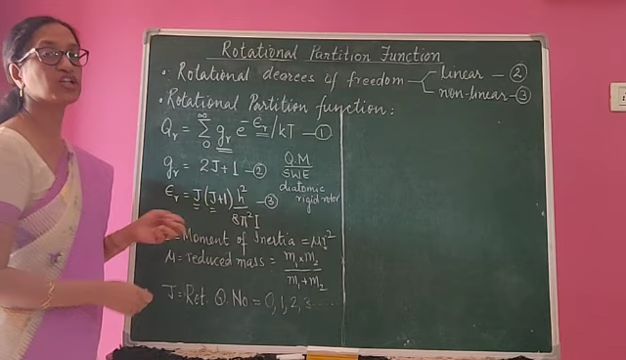 Rotational Partition Function
• Rotational degrees of freedom — linear — ②
non-linear — ③
• Rotational Partition function :
Qᵣ = ∑₀^∞ gᵣ e^-εᵣ/kT — ①
gᵣ = 2J+1 — ②
Q.M
SWE
diatomic
rigid rotor
εᵣ = J(J+1) h²/8π²I — ③
= Moment of Inertia = μr²
μ = reduced mass = m₁×m₂/m₁+m₂
J = Rot. Q. No = 0, 1, 2, 3 ....